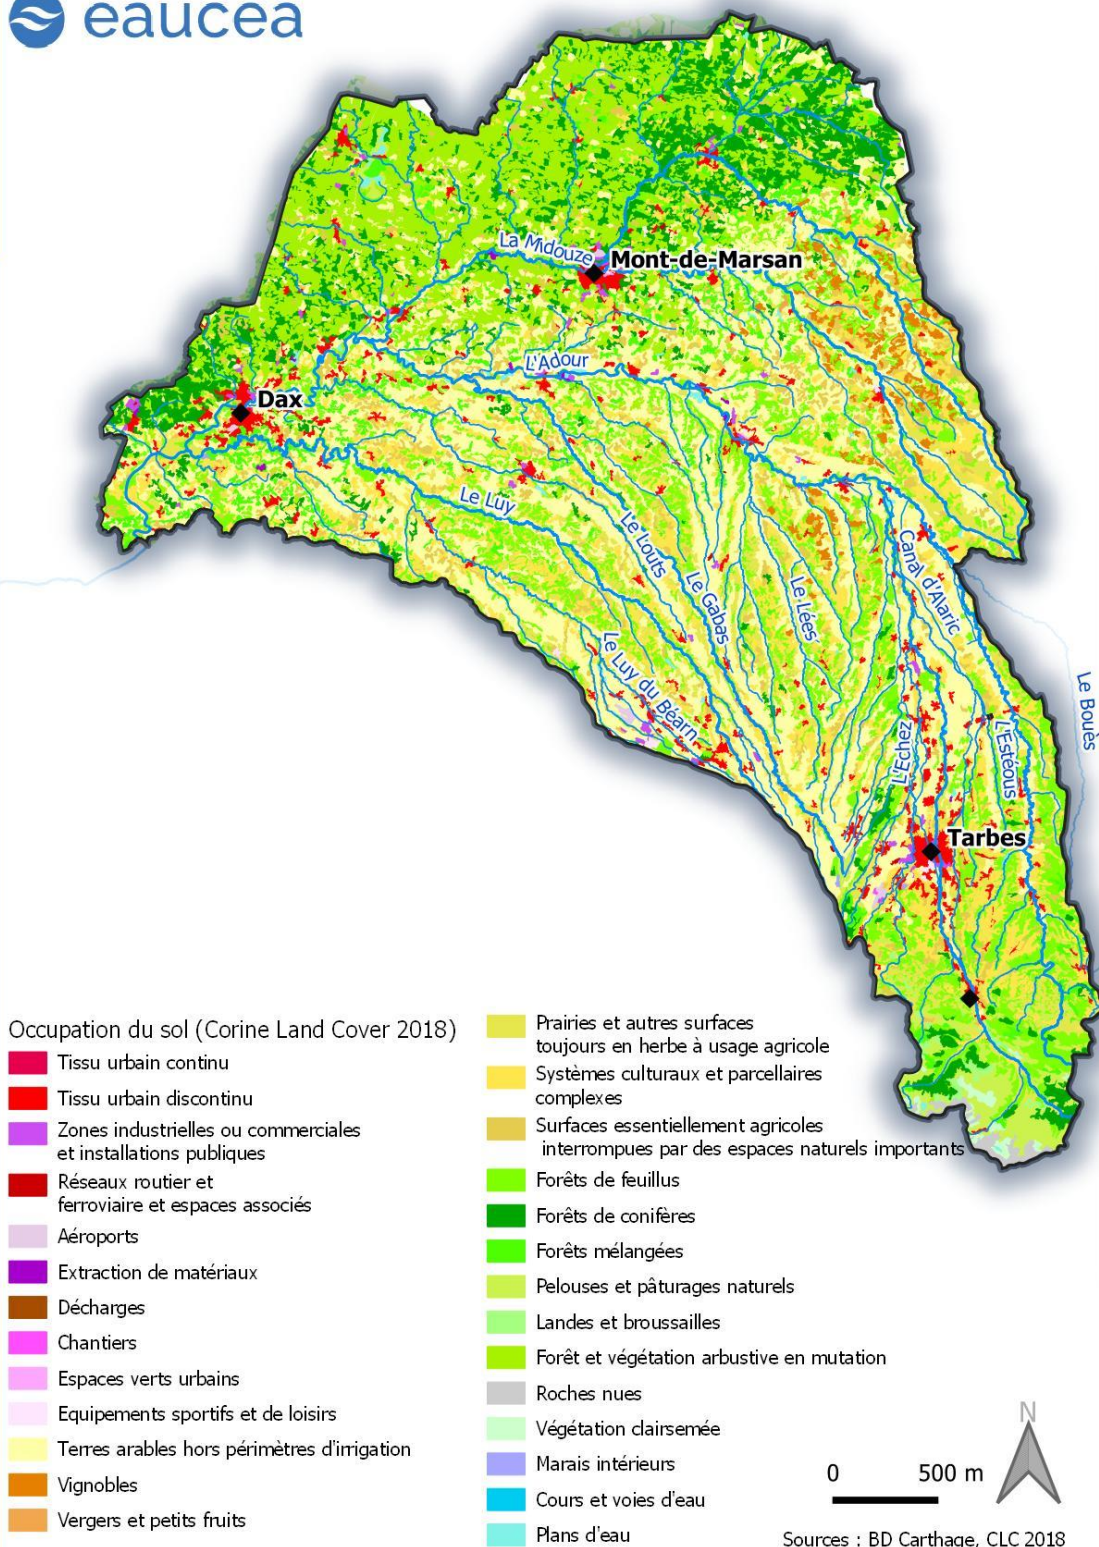 eaucea
La Midouze
Mont-de-Marsan
L'Adour
Dax
Le Luy
Le Louts
Le Gabas
Le Lées
Canal d'Alaric
Le Luy du Béarn
L'Echez
L'Estéous
Le Bouès
Tarbes
Occupation du sol (Corine Land Cover 2018)
Tissu urbain continu
Tissu urbain discontinu
Zones industrielles ou commerciales
et installations publiques
Réseaux routier et
ferroviaire et espaces associés
Aéroports
Extraction de matériaux
Décharges
Chantiers
Espaces verts urbains
Equipements sportifs et de loisirs
Terres arables hors périmètres d'irrigation
Vignobles
Vergers et petits fruits
Prairies et autres surfaces
toujours en herbe à usage agricole
Systèmes culturaux et parcellaires
complexes
Surfaces essentiellement agricoles
interrompues par des espaces naturels importants
Forêts de feuillus
Forêts de conifères
Forêts mélangées
Pelouses et pâturages naturels
Landes et broussailles
Forêt et végétation arbustive en mutation
Roches nues
Végétation clairsemée
Marais intérieurs
Cours et voies d'eau
Plans d'eau
N
0 500 m
Sources : BD Carthage, CLC 2018